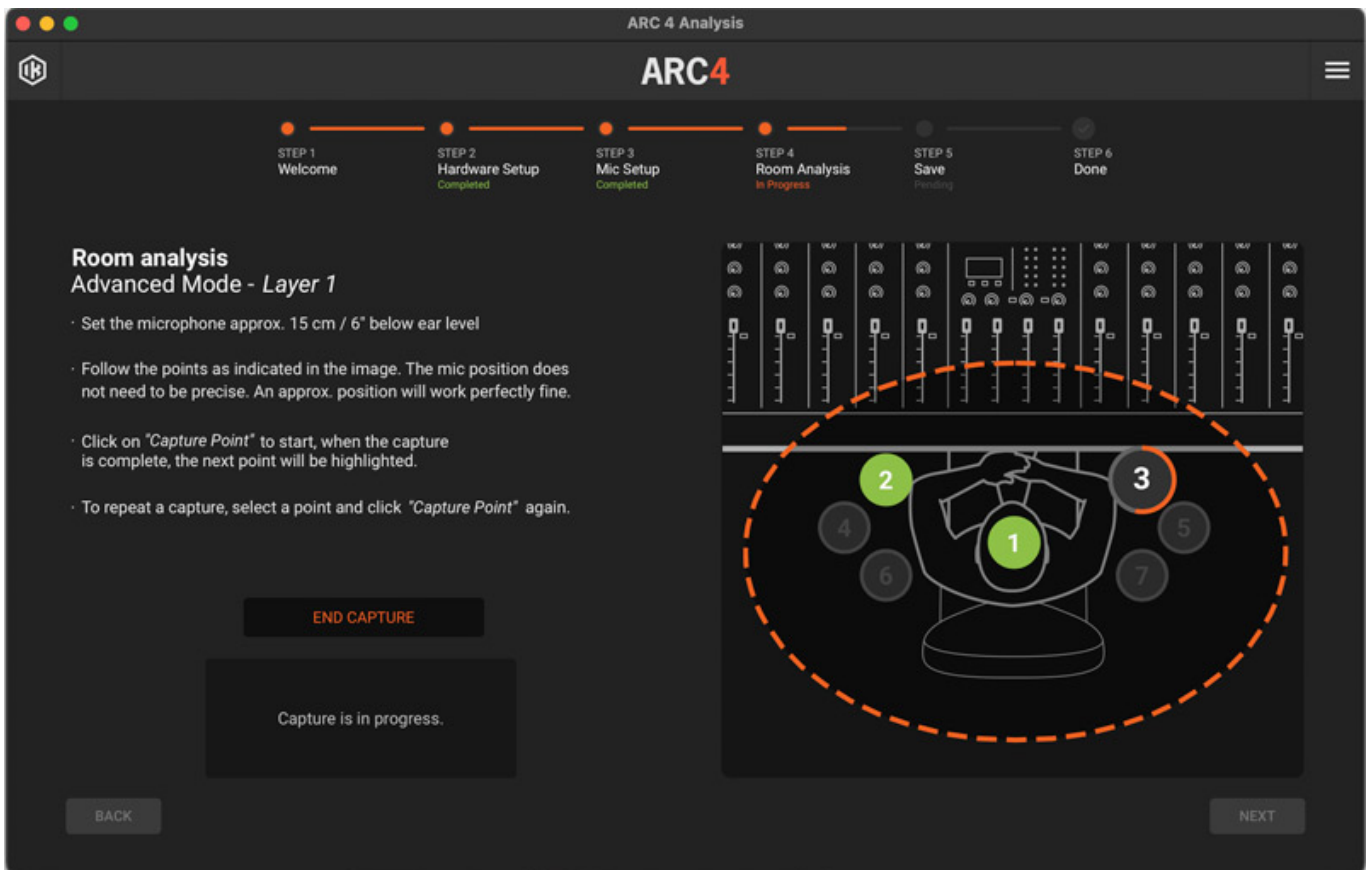 ARC 4 Analysis
IK
ARC4
STEP 1
Welcome
STEP 2
Hardware Setup
Completed
STEP 3
Mic Setup
Completed
STEP 4
Room Analysis
In Progress
STEP 5
Save
Pending
STEP 6
Done
Room analysis
Advanced Mode - Layer 1
· Set the microphone approx. 15 cm / 6" below ear level
· Follow the points as indicated in the image. The mic position does
not need to be precise. An approx. position will work perfectly fine.
· Click on "Capture Point" to start, when the capture
is complete, the next point will be highlighted.
· To repeat a capture, select a point and click "Capture Point" again.
END CAPTURE
Capture is in progress.
2
3
4
1
5
6
7
BACK
NEXT